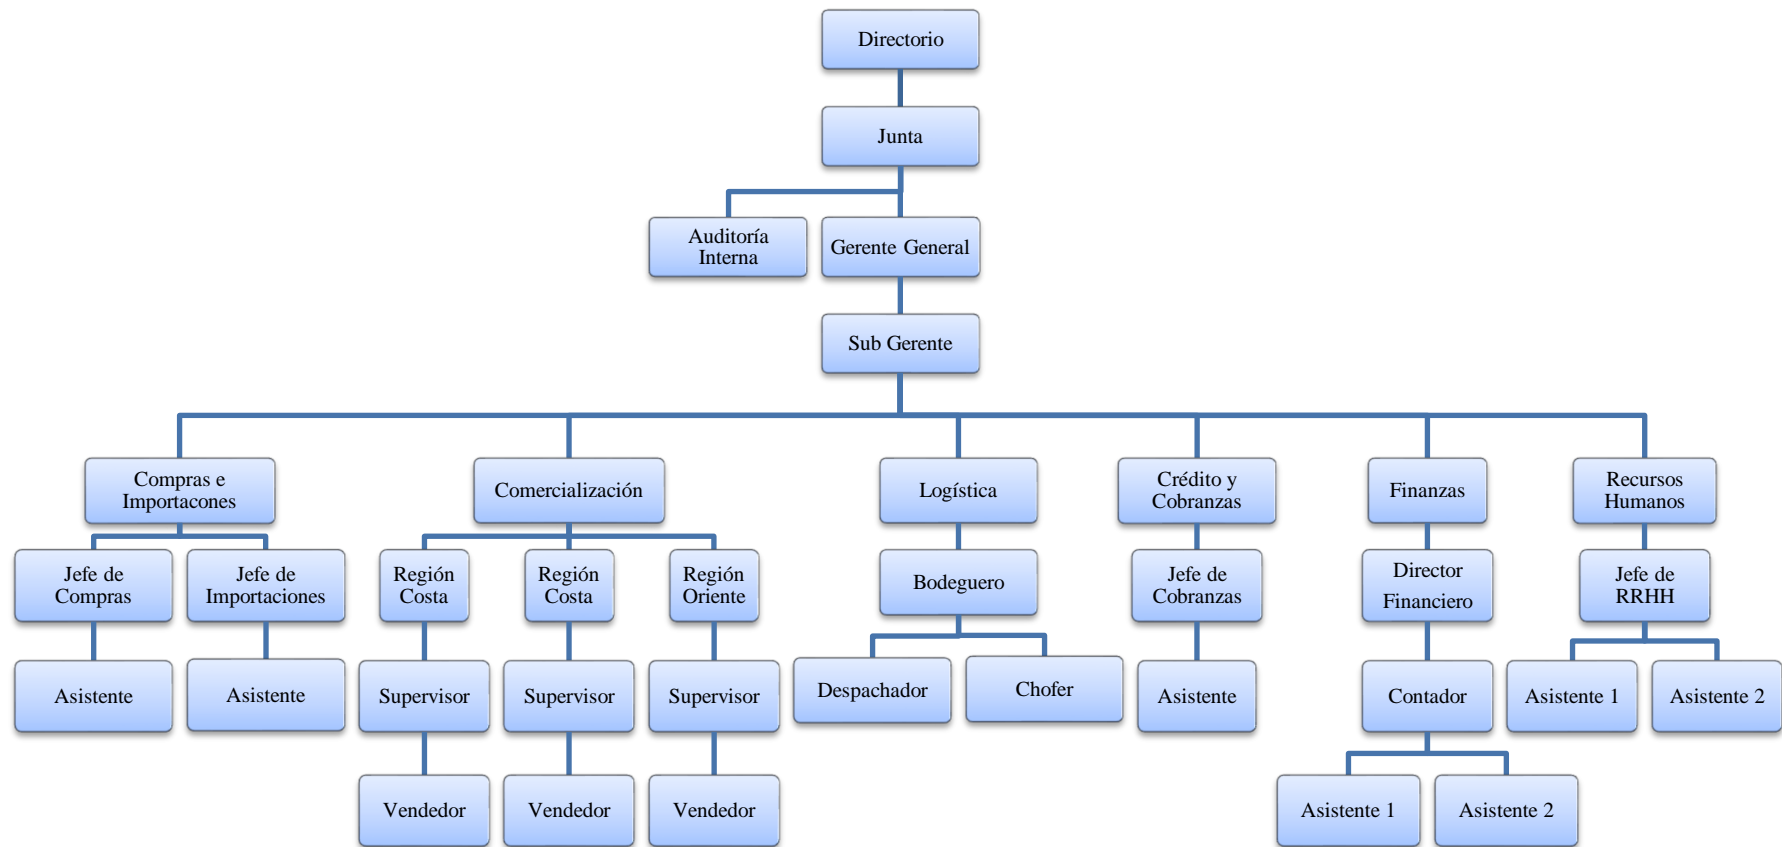 Directorio
Junta
Auditoría
Interna
Gerente General
Sub Gerente
Compras e
Importacones
Comercialización
Logística
Crédito y
Cobranzas
Finanzas
Recursos
Humanos
Jefe de
Compras
Jefe de
Importaciones
Región
Costa
Región
Costa
Región
Oriente
Bodeguero
Jefe de
Cobranzas
Director
Financiero
Jefe de
RRHH
Asistente
Asistente
Supervisor
Supervisor
Supervisor
Despachador
Chofer
Asistente
Contador
Asistente 1
Asistente 2
Vendedor
Vendedor
Vendedor
Asistente 1
Asistente 2